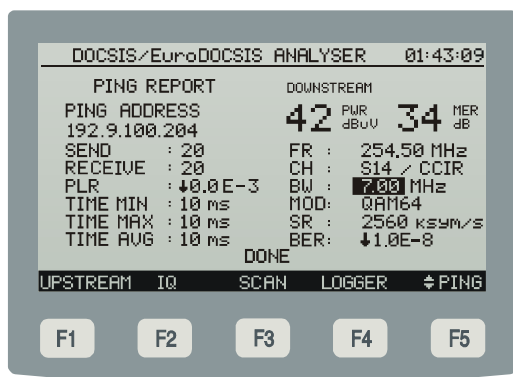 DOCSIS/EuroDOCSIS ANALYSER 01:43:09
PING REPORT
PING ADDRESS
192.9.100.204
SEND : 20
RECEIVE : 20
PLR : ↓0.0E-3
TIME MIN : 10 ms
TIME MAX : 10 ms
TIME AVG : 10 ms
DOWNSTREAM
42 PWR dBuV 34 MER dB
FR : 254.50 MHz
CH : S14 / CCIR
BW : 7.00 MHz
MOD: QAM64
SR : 2560 ksym/s
BER: ↓1.0E-8
DONE
UPSTREAM IQ SCAN LOGGER ⬍PING
F1 F2 F3 F4 F5